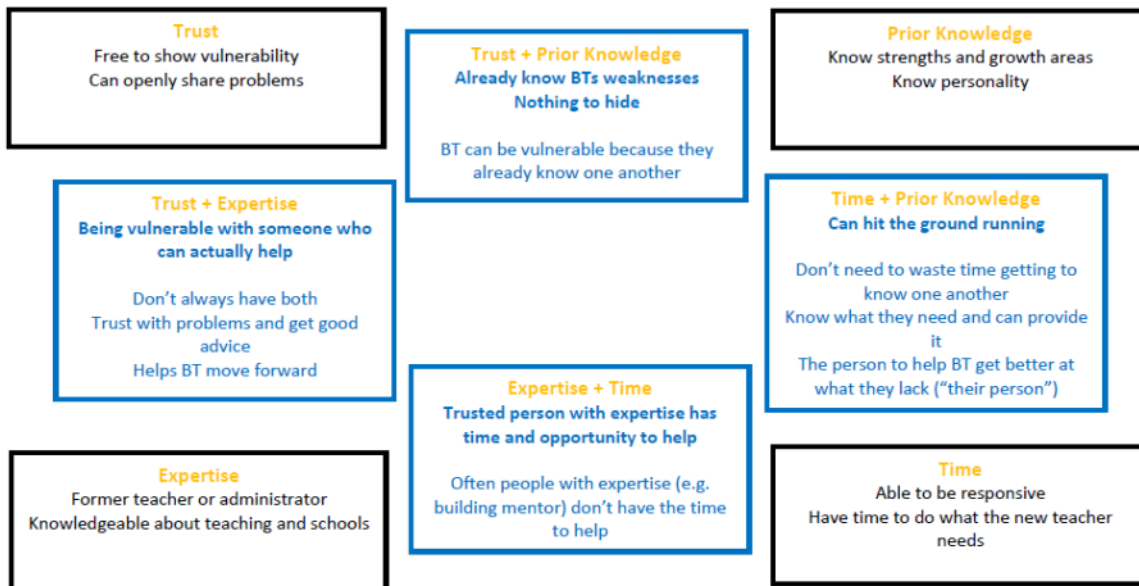 Trust
Free to show vulnerability
Can openly share problems
Trust + Prior Knowledge
Already know BTs weaknesses
Nothing to hide
BT can be vulnerable because they
already know one another
Prior Knowledge
Know strengths and growth areas
Know personality
Trust + Expertise
Being vulnerable with someone who
can actually help
Don’t always have both
Trust with problems and get good
advice
Helps BT move forward
Time + Prior Knowledge
Can hit the ground running
Don’t need to waste time getting to
know one another
Know what they need and can provide
it
The person to help BT get better at
what they lack (“their person”)
Expertise + Time
Trusted person with expertise has
time and opportunity to help
Often people with expertise (e.g.
building mentor) don’t have the time
to help
Expertise
Former teacher or administrator
Knowledgeable about teaching and schools
Time
Able to be responsive
Have time to do what the new teacher
needs